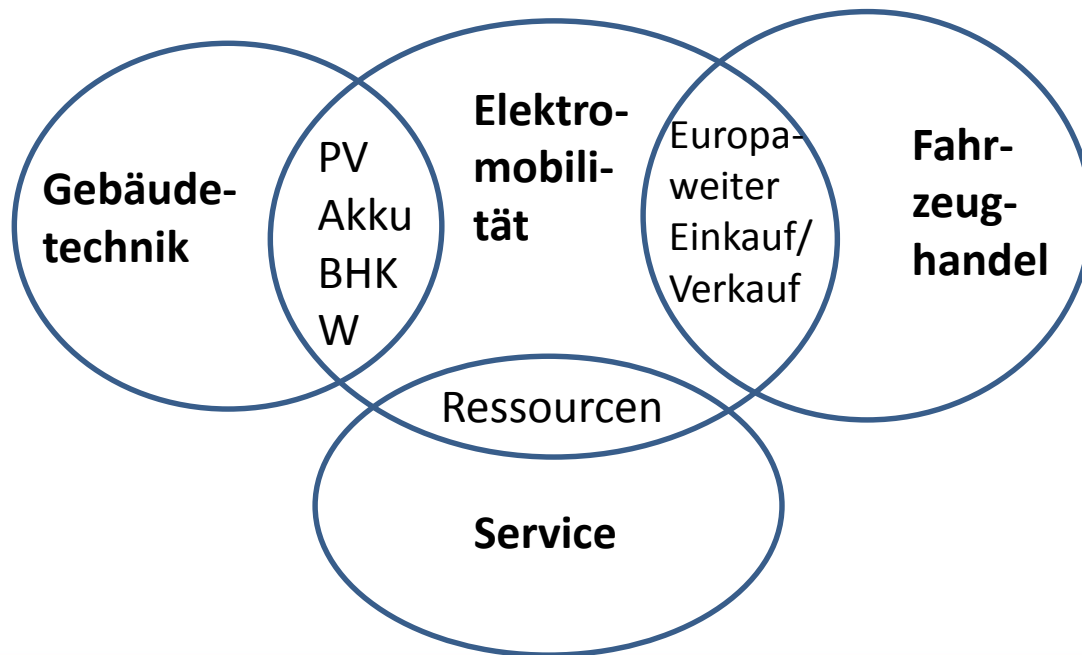 Gebäude-
technik
PV
Akku
BHK
W
Elektro-
mobili-
tät
Europa-
weiter
Einkauf/
Verkauf
Fahr-
zeug-
handel
Ressourcen
Service